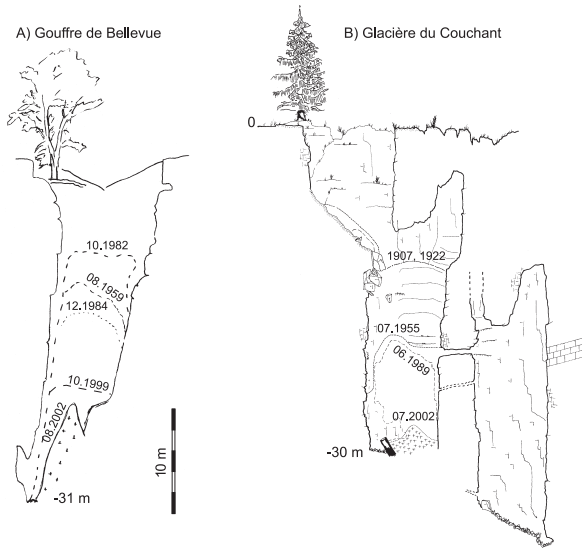 A) Gouffre de Bellevue
B) Glacière du Couchant
0
10.1982
08.1959
12.1984
10.1999
08.2002
-31 m
10 m
1907, 1922
07.1955
06.1989
07.2002
-30 m